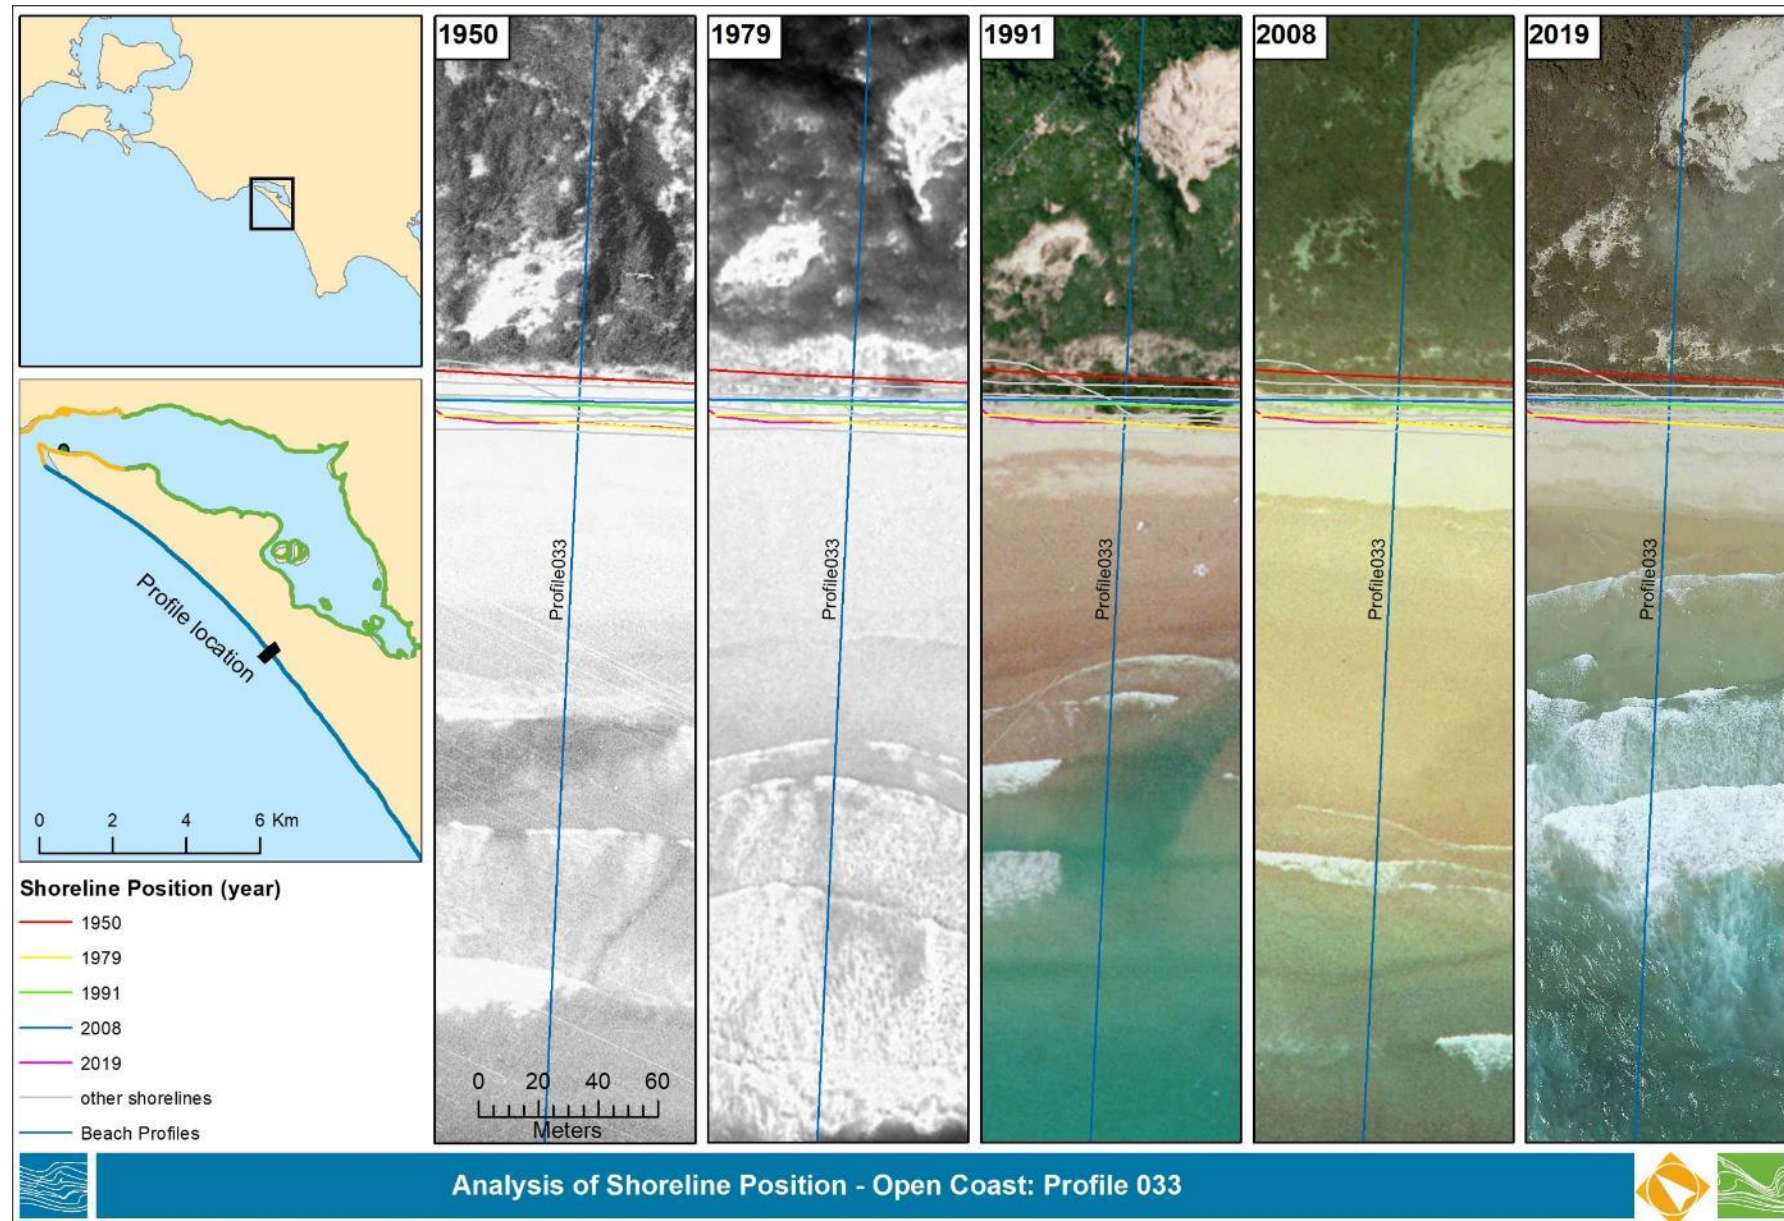 1950
1979
1991
2008
2019
Profile033
Profile033
Profile033
Profile033
Profile033
Profile location
0 2 4 6 Km
Shoreline Position (year)
1950
1979
1991
2008
2019
other shorelines
Beach Profiles
0 20 40 60
Meters
Analysis of Shoreline Position - Open Coast: Profile 033